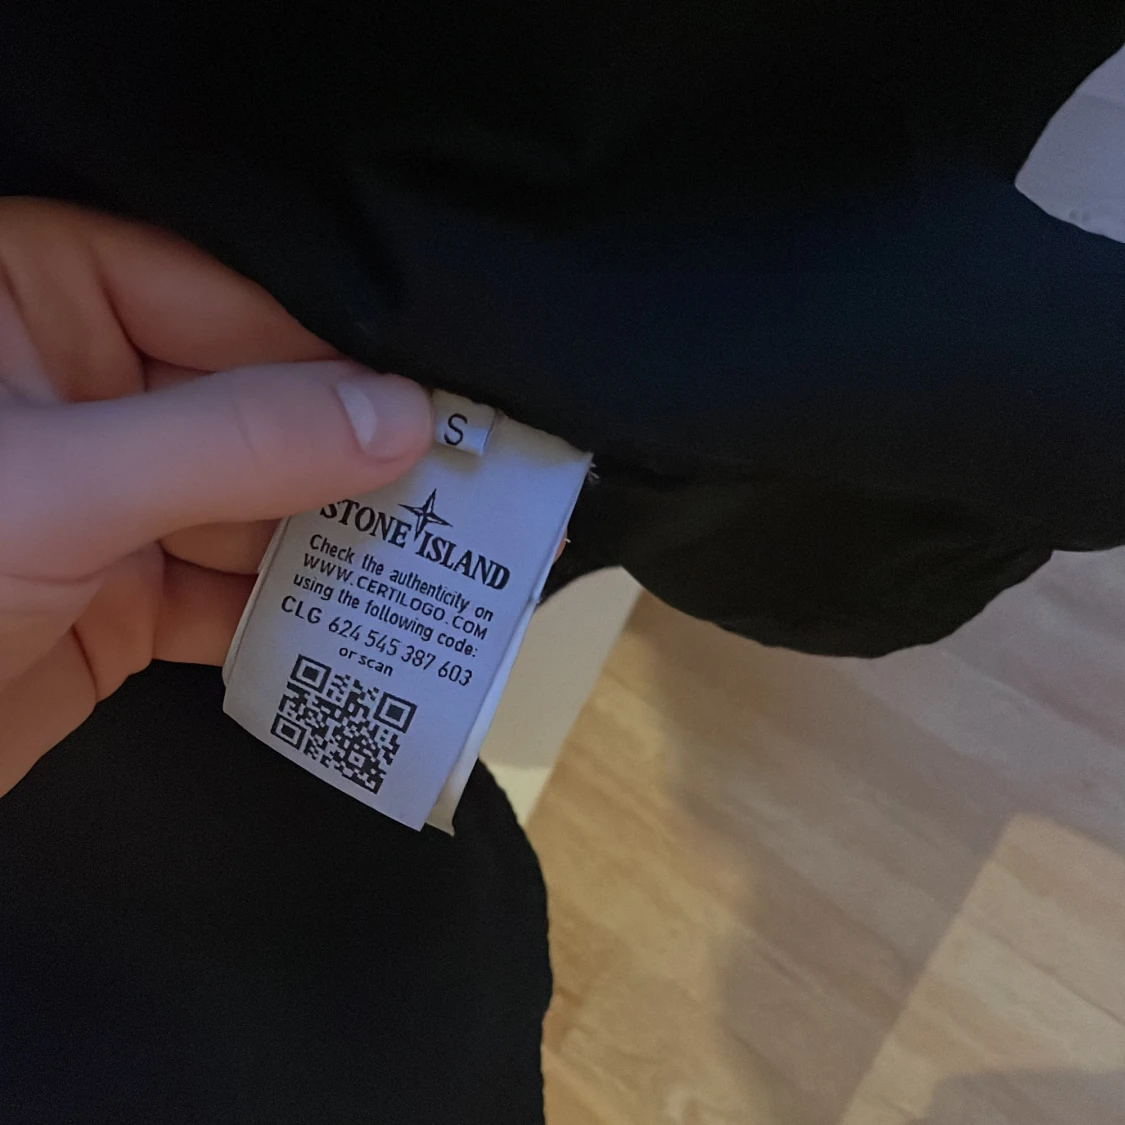 S
STONE ISLAND
Check the authenticity on
WWW.CERTILOGO.COM
using the following code:
CLG 624 545 387 603
or scan